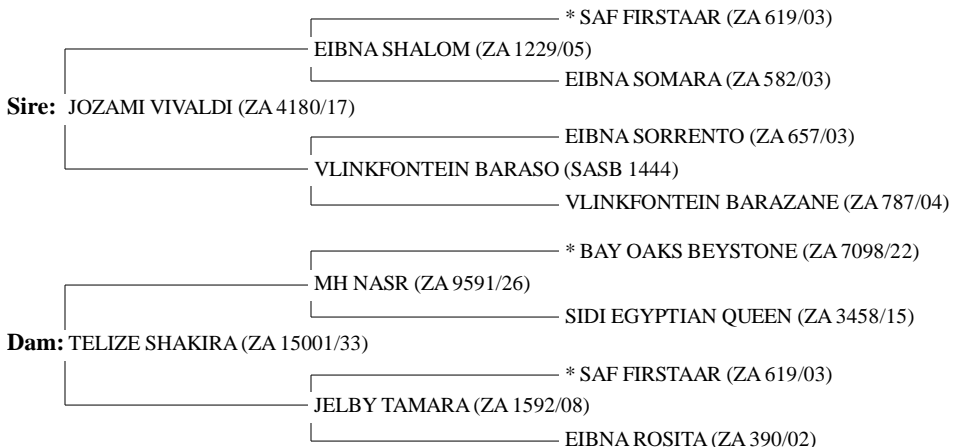 * SAF FIRSTAAR (ZA 619/03)
EIBNA SHALOM (ZA 1229/05)
EIBNA SOMARA (ZA 582/03)
Sire: JOZAMI VIVALDI (ZA 4180/17)
EIBNA SORRENTO (ZA 657/03)
VLINKFONTEIN BARASO (SASB 1444)
VLINKFONTEIN BARAZANE (ZA 787/04)
* BAY OAKS BEYSTONE (ZA 7098/22)
MH NASR (ZA 9591/26)
SIDI EGYPTIAN QUEEN (ZA 3458/15)
Dam: TELIZE SHAKIRA (ZA 15001/33)
* SAF FIRSTAAR (ZA 619/03)
JELBY TAMARA (ZA 1592/08)
EIBNA ROSITA (ZA 390/02)